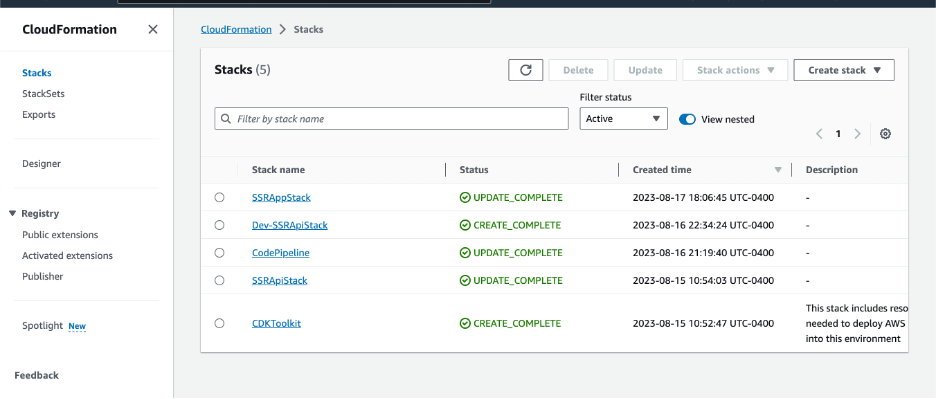 CloudFormation
Stacks
StackSets
Exports
Designer
Registry
Public extensions
Activated extensions
Publisher
Spotlight New
Feedback
CloudFormation > Stacks
Stacks (5)
Delete
Update
Stack actions
Create stack
Filter by stack name
Filter status
Active
View nested
1
Stack name Status Created time Description
SSRAppStack UPDATE_COMPLETE 2023-08-17 18:06:45 UTC-0400 -
Dev-SSRApiStack CREATE_COMPLETE 2023-08-16 22:34:24 UTC-0400 -
CodePipeline UPDATE_COMPLETE 2023-08-16 21:19:40 UTC-0400 -
SSRApiStack UPDATE_COMPLETE 2023-08-15 10:54:03 UTC-0400 -
CDKToolkit CREATE_COMPLETE 2023-08-15 10:52:47 UTC-0400
This stack includes reso
needed to deploy AWS
into this environment